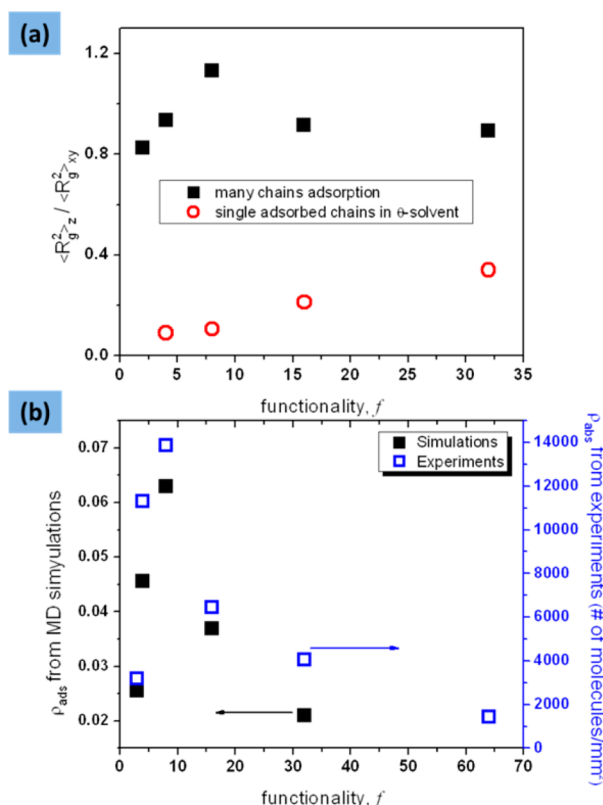 (a)
1.2
0.8
0.4
0.0
<R²g>z / <R²g>xy
many chains adsorption
single adsorbed chains in θ-solvent
0 5 10 15 20 25 30 35
functionality, f
(b)
0.07
0.06
0.05
0.04
0.03
0.02
ρads from MD simyulations
Simulations
Experiments
14000
12000
10000
8000
6000
4000
2000
0
ρabs from experiments (# of molecules/mm²)
0 10 20 30 40 50 60 70
functionality, f